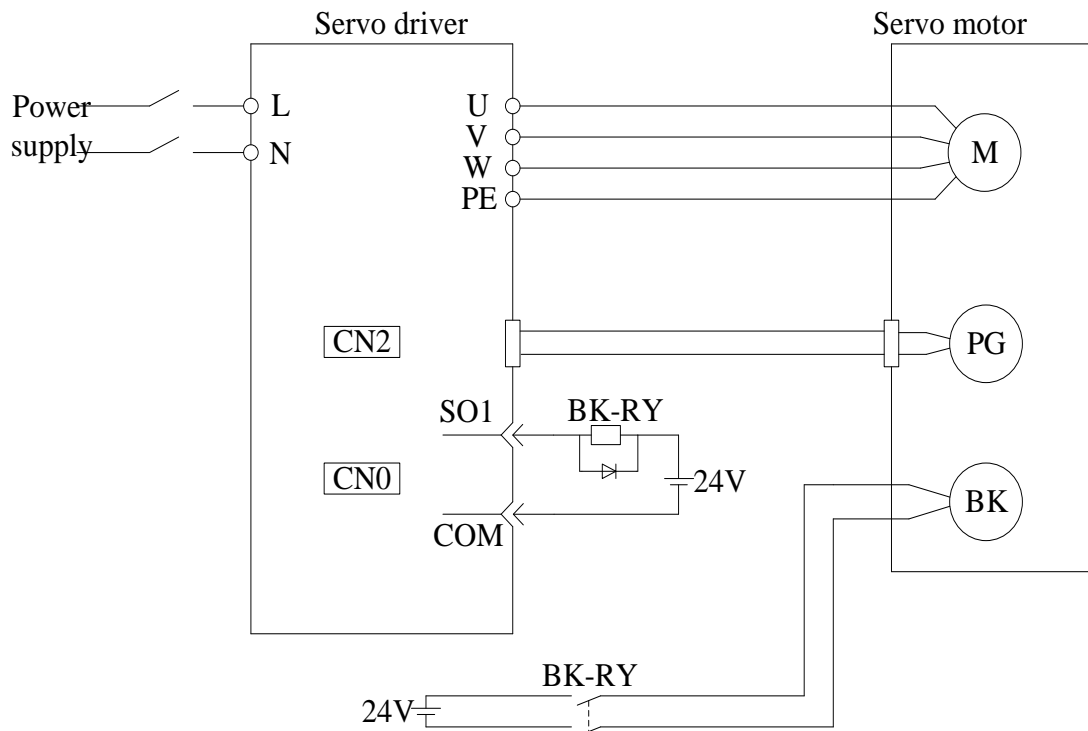 Servo driver
Servo motor
Power
supply
L
N
U
V
W
PE
M
CN2
PG
SO1
BK-RY
CN0
24V
COM
BK
BK-RY
24V